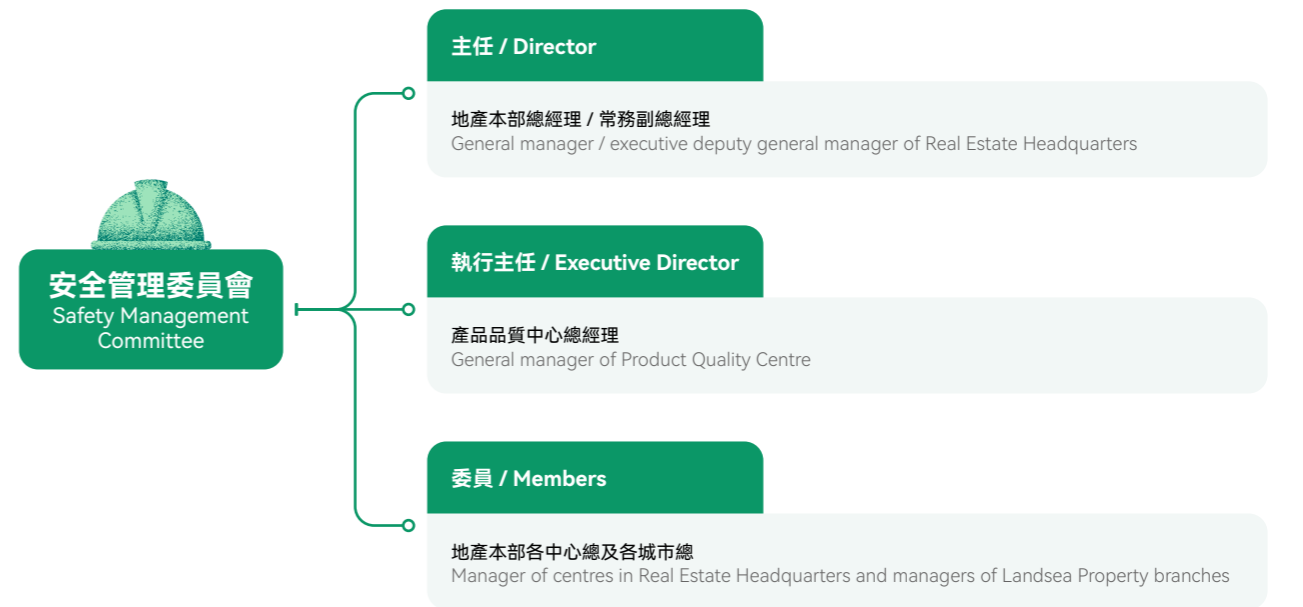 安全管理委員會
Safety Management
Committee
主任 / Director
地產本部總經理 / 常務副總經理
General manager / executive deputy general manager of Real Estate Headquarters
執行主任 / Executive Director
產品品質中心總經理
General manager of Product Quality Centre
委員 / Members
地產本部各中心總及各城市總
Manager of centres in Real Estate Headquarters and managers of Landsea Property branches